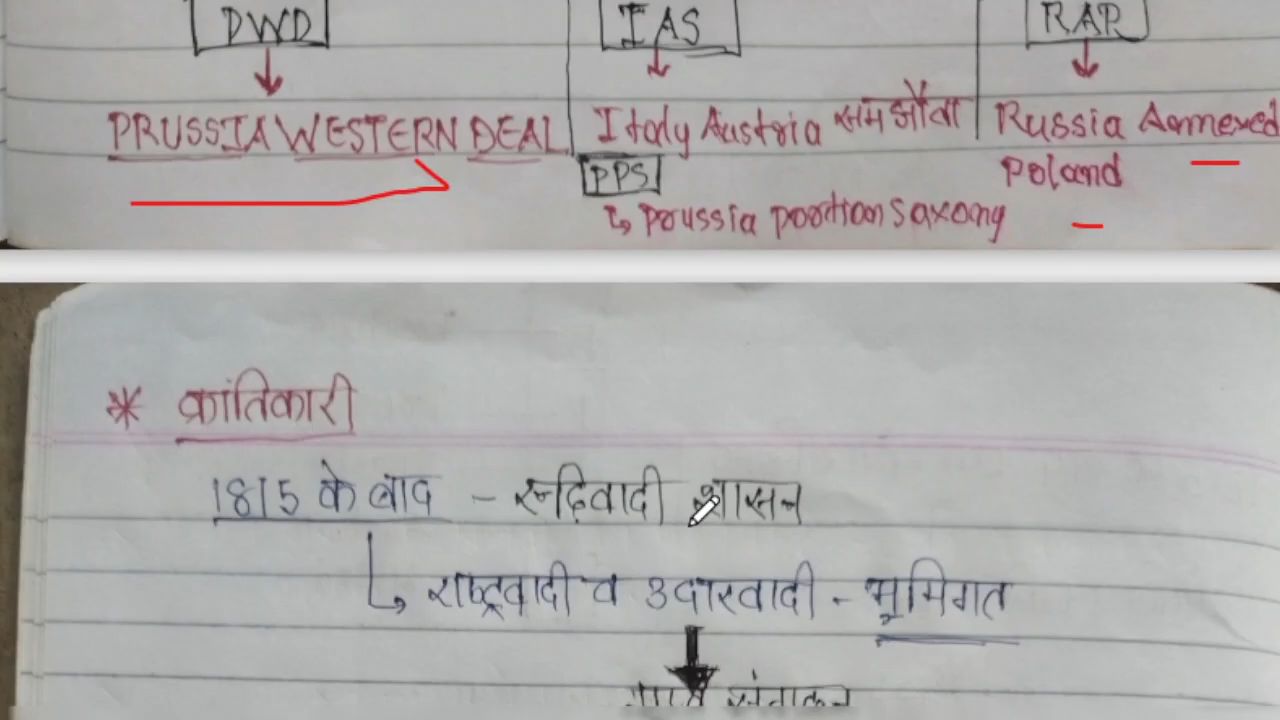 PWD
IAS
RAP
PRUSSIA WESTERN DEAL
Italy Austria समझौता
Russia Annexed
Poland
PPS
Prussia portion saxony
* क्रांतिकारी
1815 के बाद - रूढ़िवादी शासन
राष्ट्रवादी व उदारवादी - भूमिगत